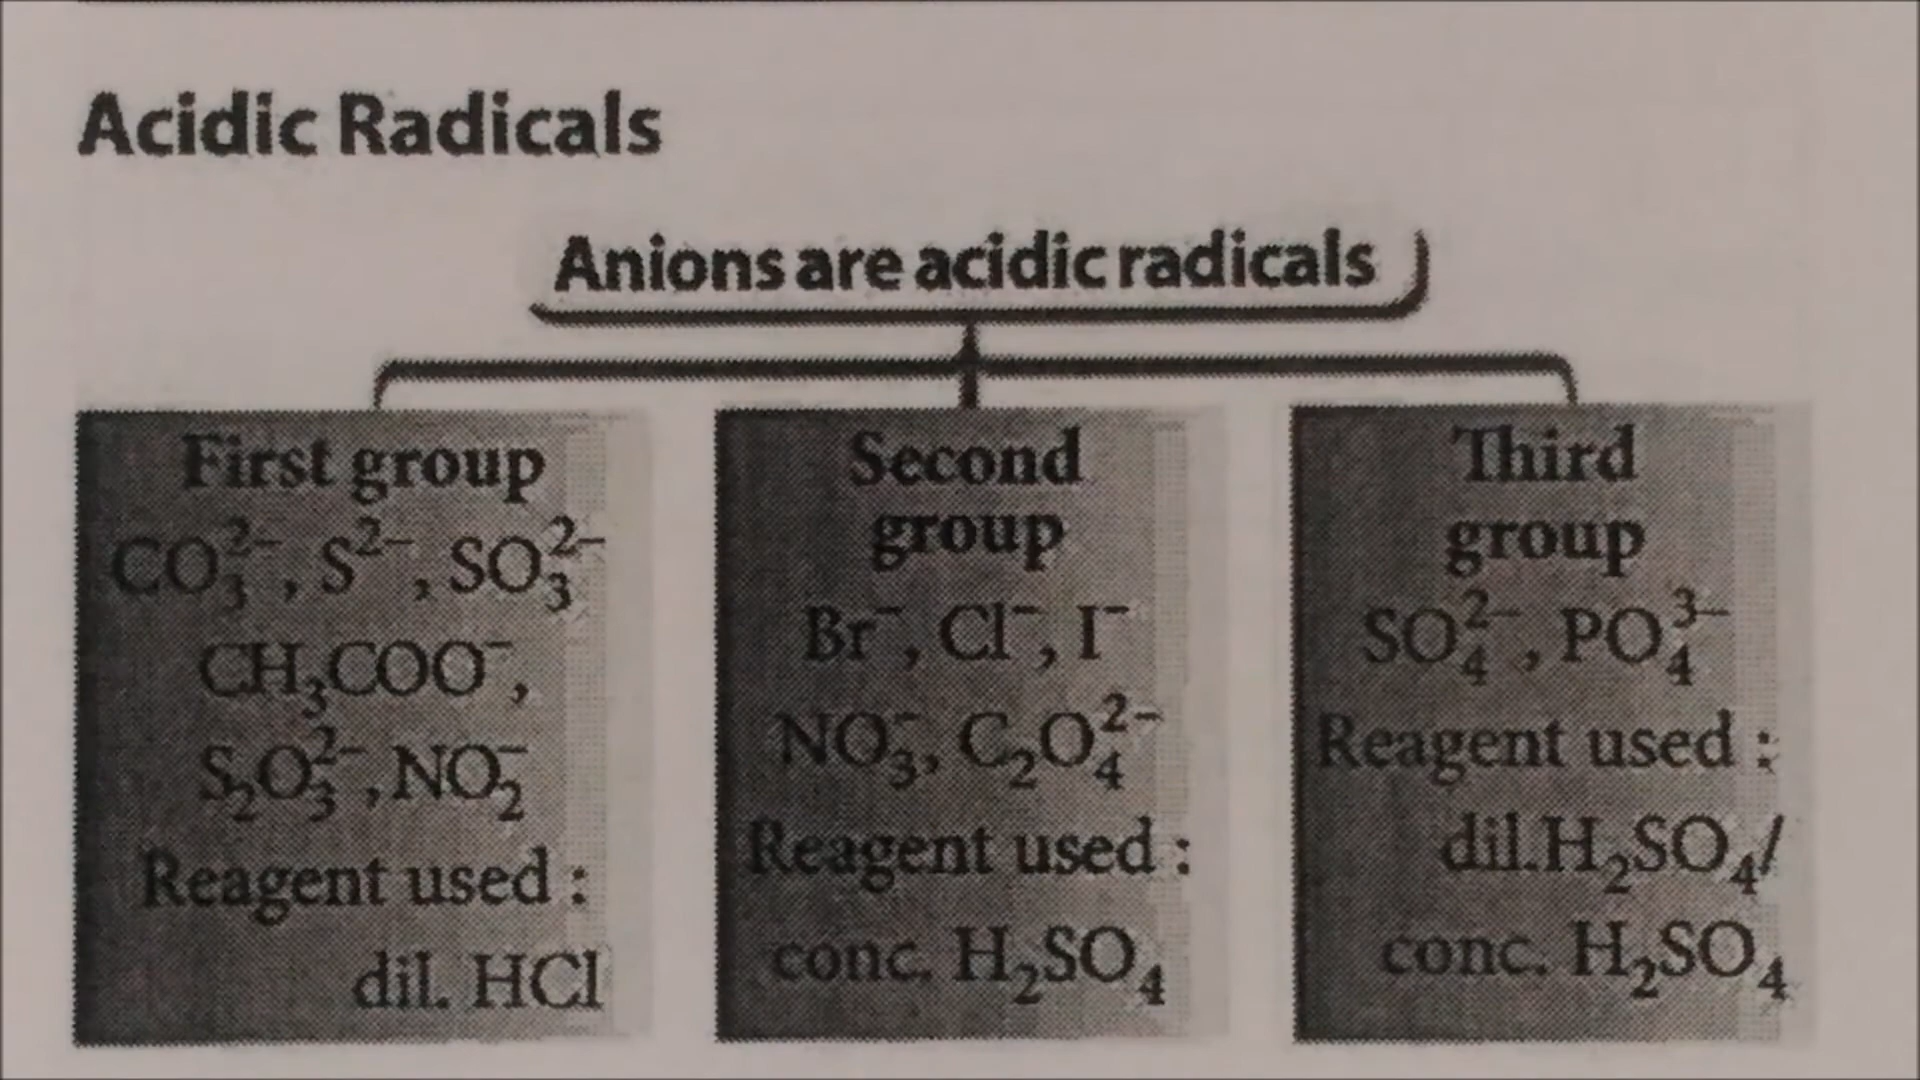 Acidic Radicals
Anions are acidic radicals
First group
CO₃²⁻, S²⁻, SO₃²⁻
CH₃COO⁻,
S₂O₃²⁻, NO₂⁻
Reagent used :
dil. HCl
Second
group
Br⁻, Cl⁻, I⁻
NO₃⁻, C₂O₄²⁻
Reagent used :
conc. H₂SO₄
Third
group
SO₄²⁻, PO₄³⁻
Reagent used :
dil.H₂SO₄/
conc. H₂SO₄